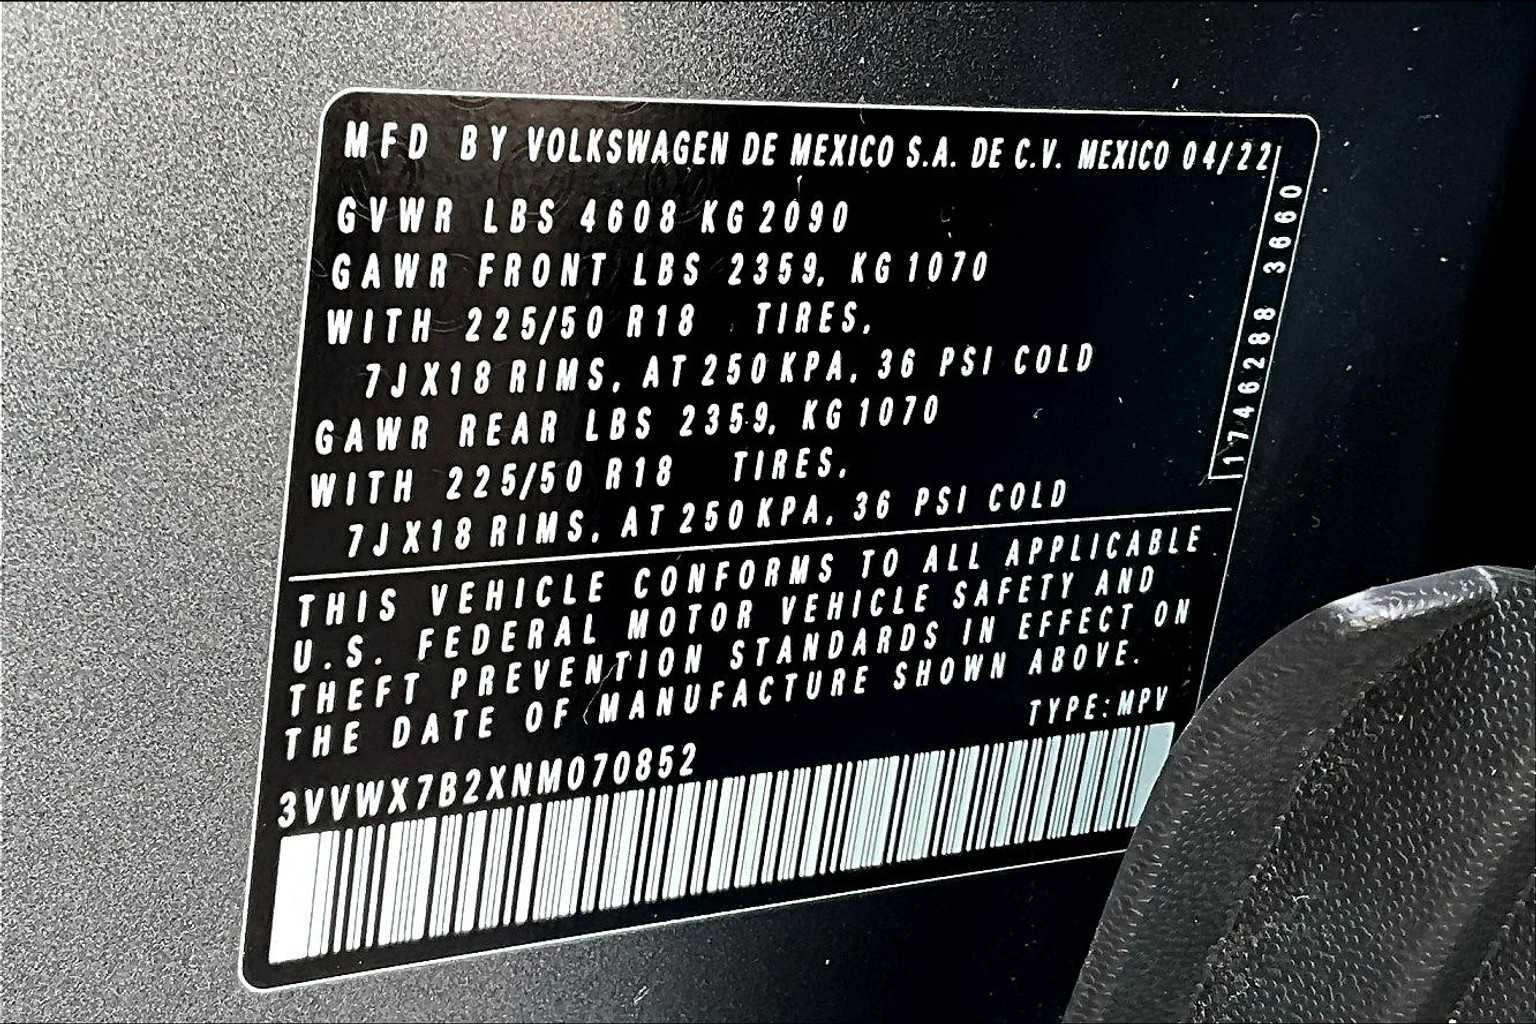 MFD BY VOLKSWAGEN DE MEXICO S.A. DE C.V. MEXICO 04/22
GVWR LBS 4608 KG 2090
GAWR FRONT LBS 2359, KG 1070
WITH 225/50 R18 TIRES,
7JX18 RIMS, AT 250KPA, 36 PSI COLD
GAWR REAR LBS 2359, KG 1070
WITH 225/50 R18 TIRES,
7JX18 RIMS, AT 250KPA, 36 PSI COLD
1746288 3660
THIS VEHICLE CONFORMS TO ALL APPLICABLE
U.S. FEDERAL MOTOR VEHICLE SAFETY AND
THEFT PREVENTION STANDARDS IN EFFECT ON
THE DATE OF MANUFACTURE SHOWN ABOVE.
TYPE:MPV
3VVWX7B2XNM070852